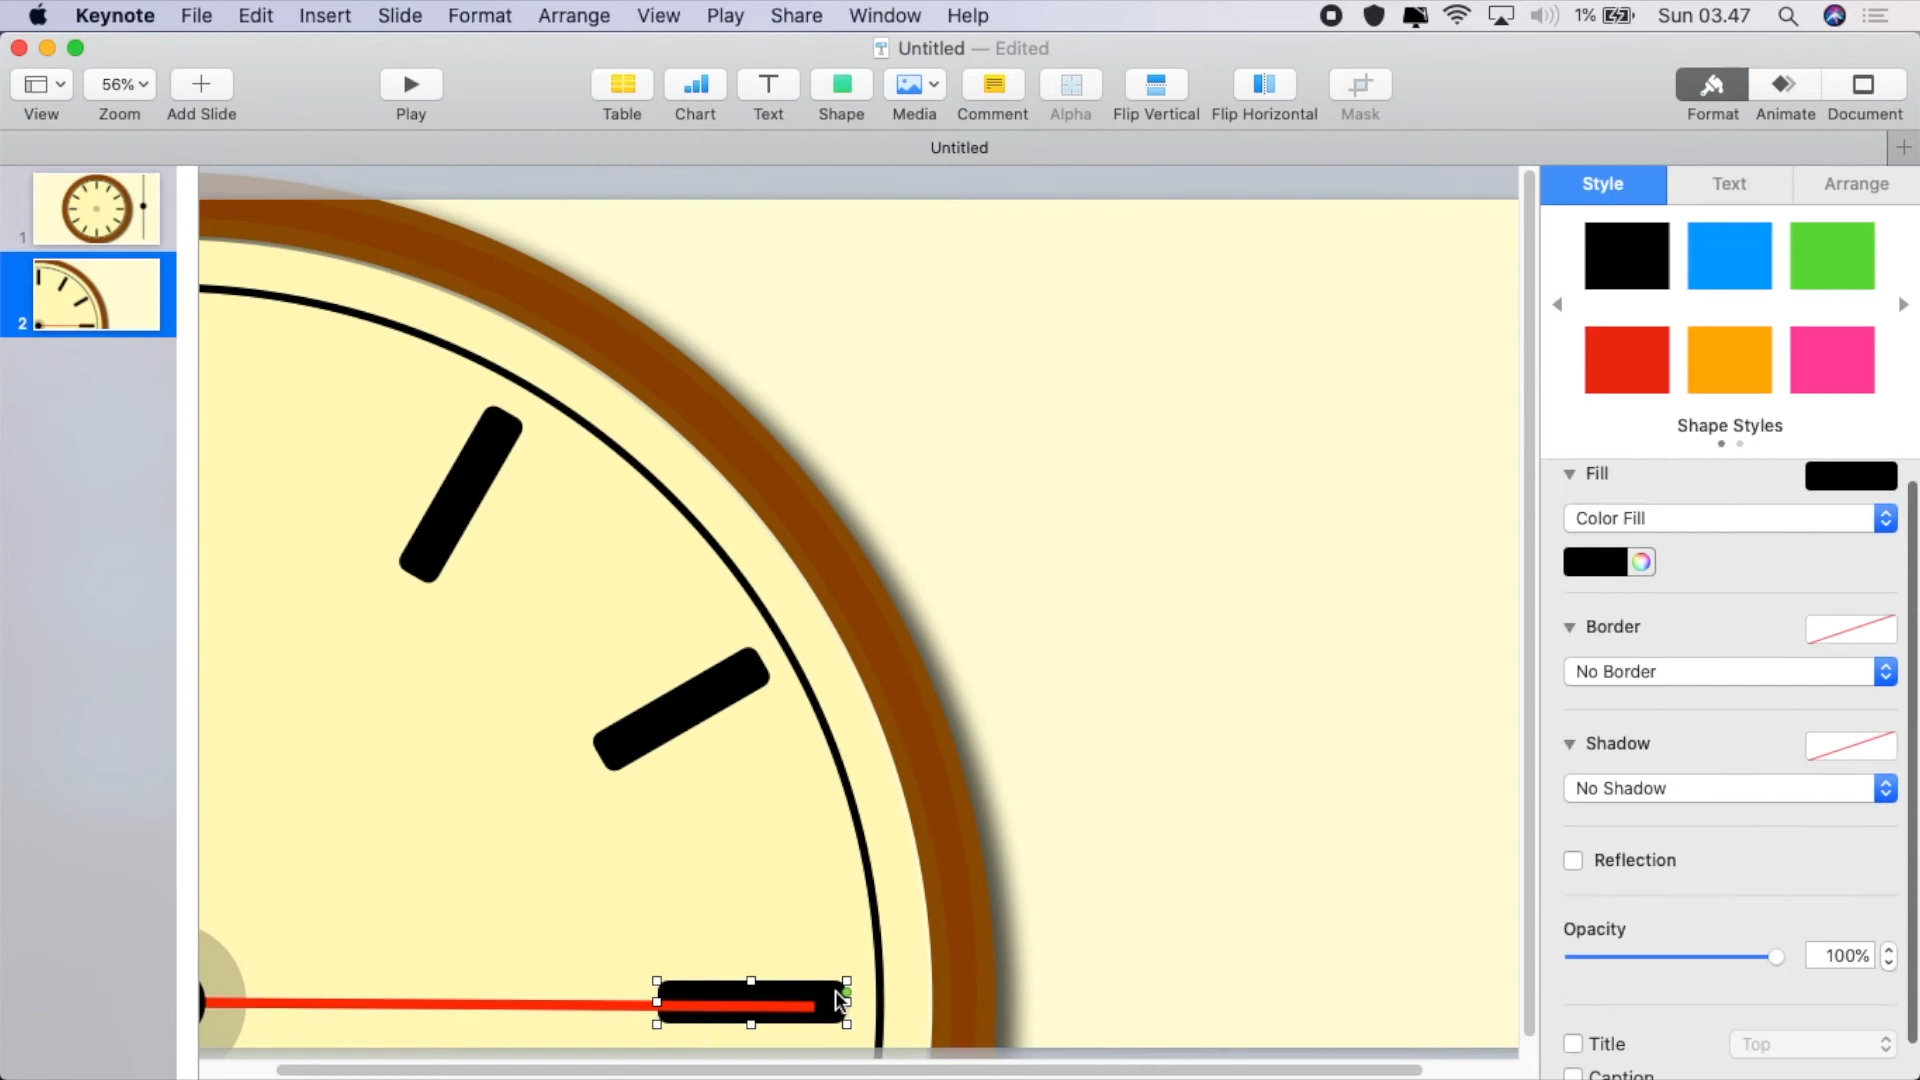 Keynote File Edit Insert Slide Format Arrange View Play Share Window Help 1% Sun 03.47
Untitled — Edited
56%
View Zoom Add Slide Play Table Chart Text Shape Media Comment Alpha Flip Vertical Flip Horizontal Mask Format Animate Document
Untitled
1
2
Style Text Arrange
Shape Styles
Fill
Color Fill
Border
No Border
Shadow
No Shadow
Reflection
Opacity
100%
Title Top
Caption